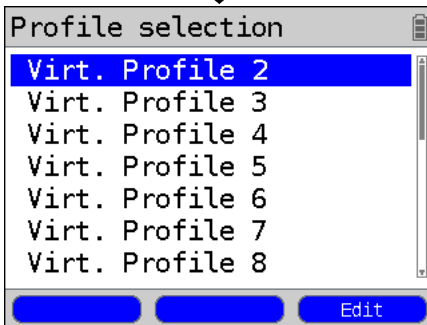 Profile selection
Virt. Profile 2
Virt. Profile 3
Virt. Profile 4
Virt. Profile 5
Virt. Profile 6
Virt. Profile 7
Virt. Profile 8
Edit